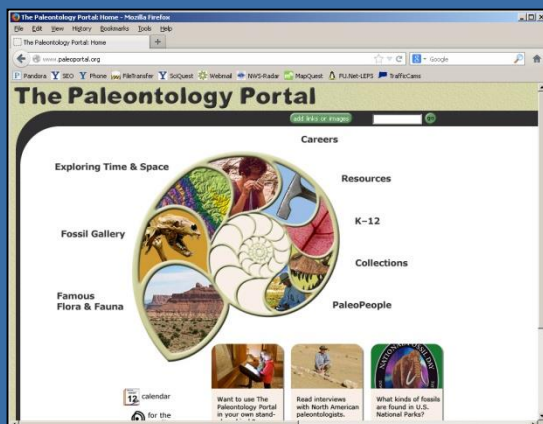 The Paleontology Portal: Home - Mozilla Firefox
File Edit View History Bookmarks Tools Help
The Paleontology Portal: Home +
www.paleoportal.org Google
Pandora SEO Phone FileTransfer SciQuest Webmail NWS-Radar MapQuest FU.Net-LEPS TrafficCams
The Paleontology Portal
add links or images
Careers
Exploring Time & Space
Resources
K–12
Fossil Gallery
Collections
Famous
Flora & Fauna
PaleoPeople
NATIONAL FOSSIL DAY
12 calendar
for the
Want to use The
Paleontology Portal
in your own stand-
Read interviews
with North American
paleontologists.
What kinds of fossils
are found in U.S.
National Parks?